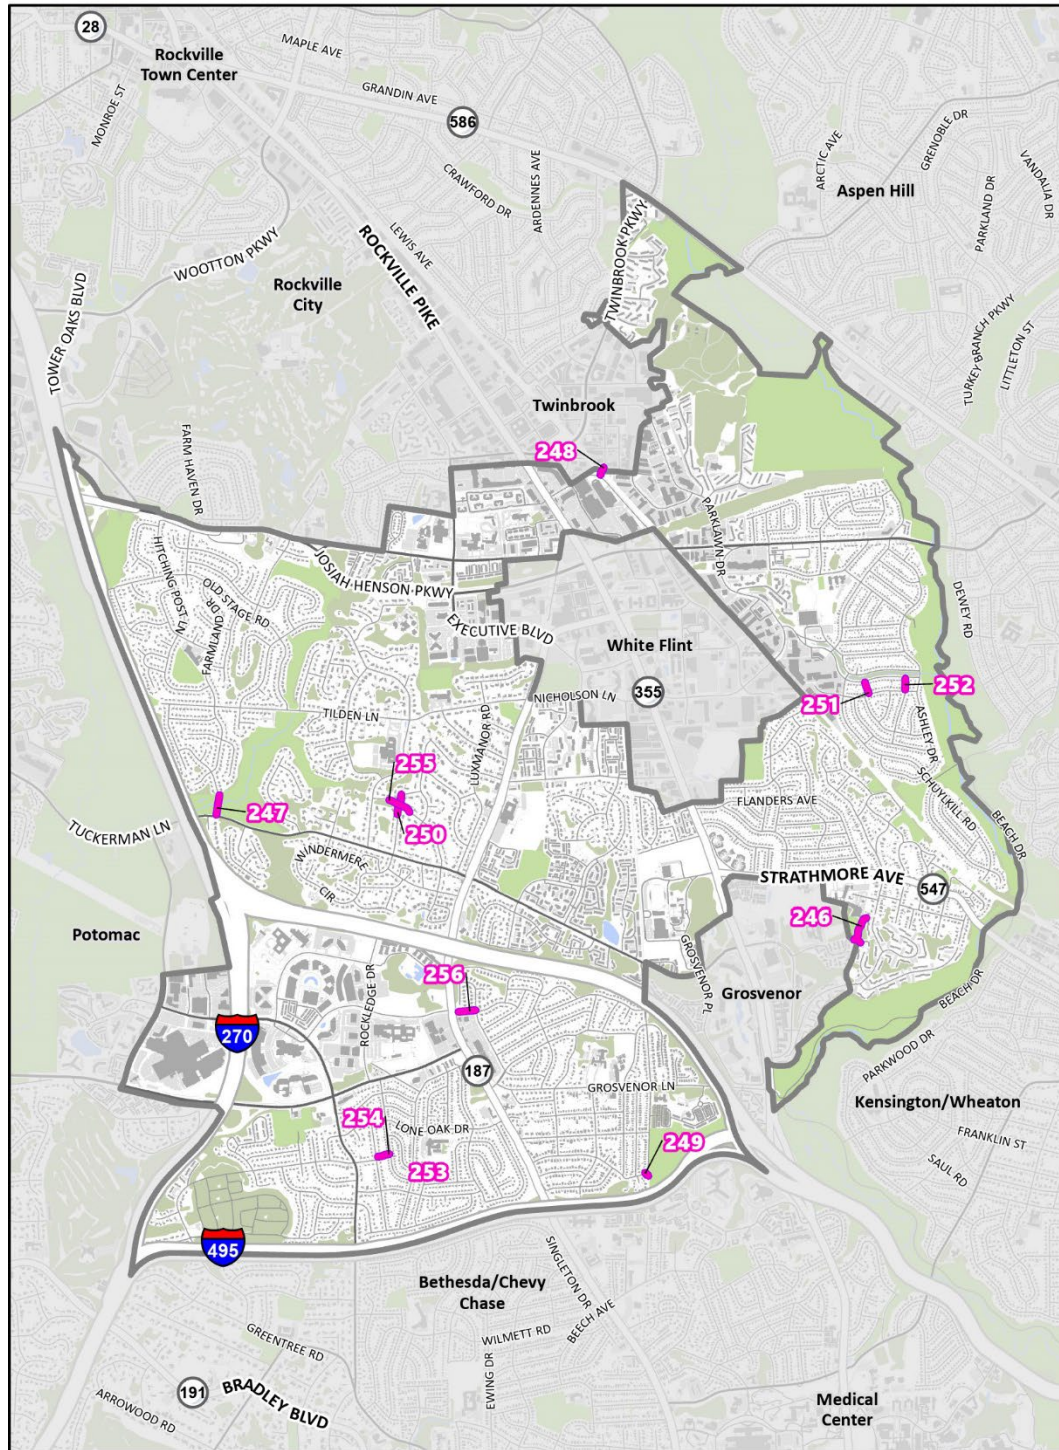 28
Rockville
Town Center
MAPLE AVE
GRANDIN AVE
MONROE ST
586
CRAWFORD DR
ARDENNES AVE
ARCTIC AVE
GRENOBLE DR
VANDALIA DR
Aspen Hill
PARKLAND DR
LEWIS AVE
ROCKVILLE PIKE
TWINBROOK PKWY
WOOTTON PKWY
Rockville
City
TOWER OAKS BLVD
TURKEY BRANCH PKWY
LITTLETON ST
Twinbrook
248
FARM HAVEN DR
PARKLAWN DR
HITCHING POST LN
OLD STAGE RD
FARMLAND DR
JOSIAH HENSON PKWY
EXECUTIVE BLVD
DEWEY RD
White Flint
355
NICHOLSON LN
251
252
TILDEN LN
LUXMANOR RD
ASHLEY DR
255
247
250
FLANDERS AVE
SCHUYLKILL RD
BEACH DR
TUCKERMAN LN
WINDERMERE
CIR
STRATHMORE AVE
547
246
Potomac
GROSVENOR PL
Grosvenor
BEACH DR
256
ROCKLEDGE DR
270
187
PARKWOOD DR
GROSVENOR LN
Kensington/Wheaton
254
LONE OAK DR
253
249
FRANKLIN ST
SAUL RD
495
SINGLETON DR
Bethesda/Chevy
Chase
BEECH AVE
WILMETT RD
GREENTREE RD
EWING DR
191
BRADLEY BLVD
ARROWOOD RD
Medical
Center